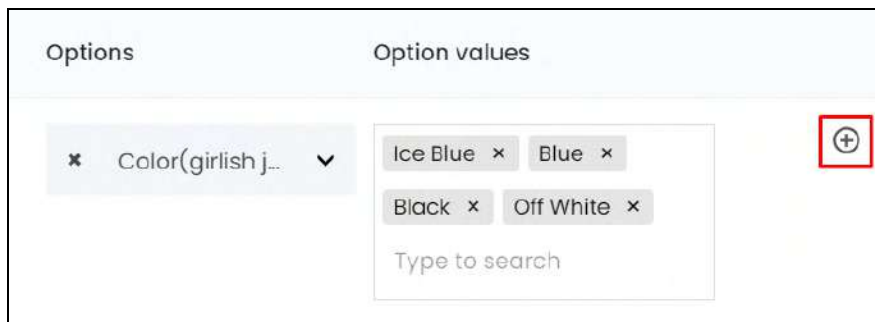 Options Option values
× Color(girlish j... Ice Blue × Blue ×
Black × Off White ×
Type to search